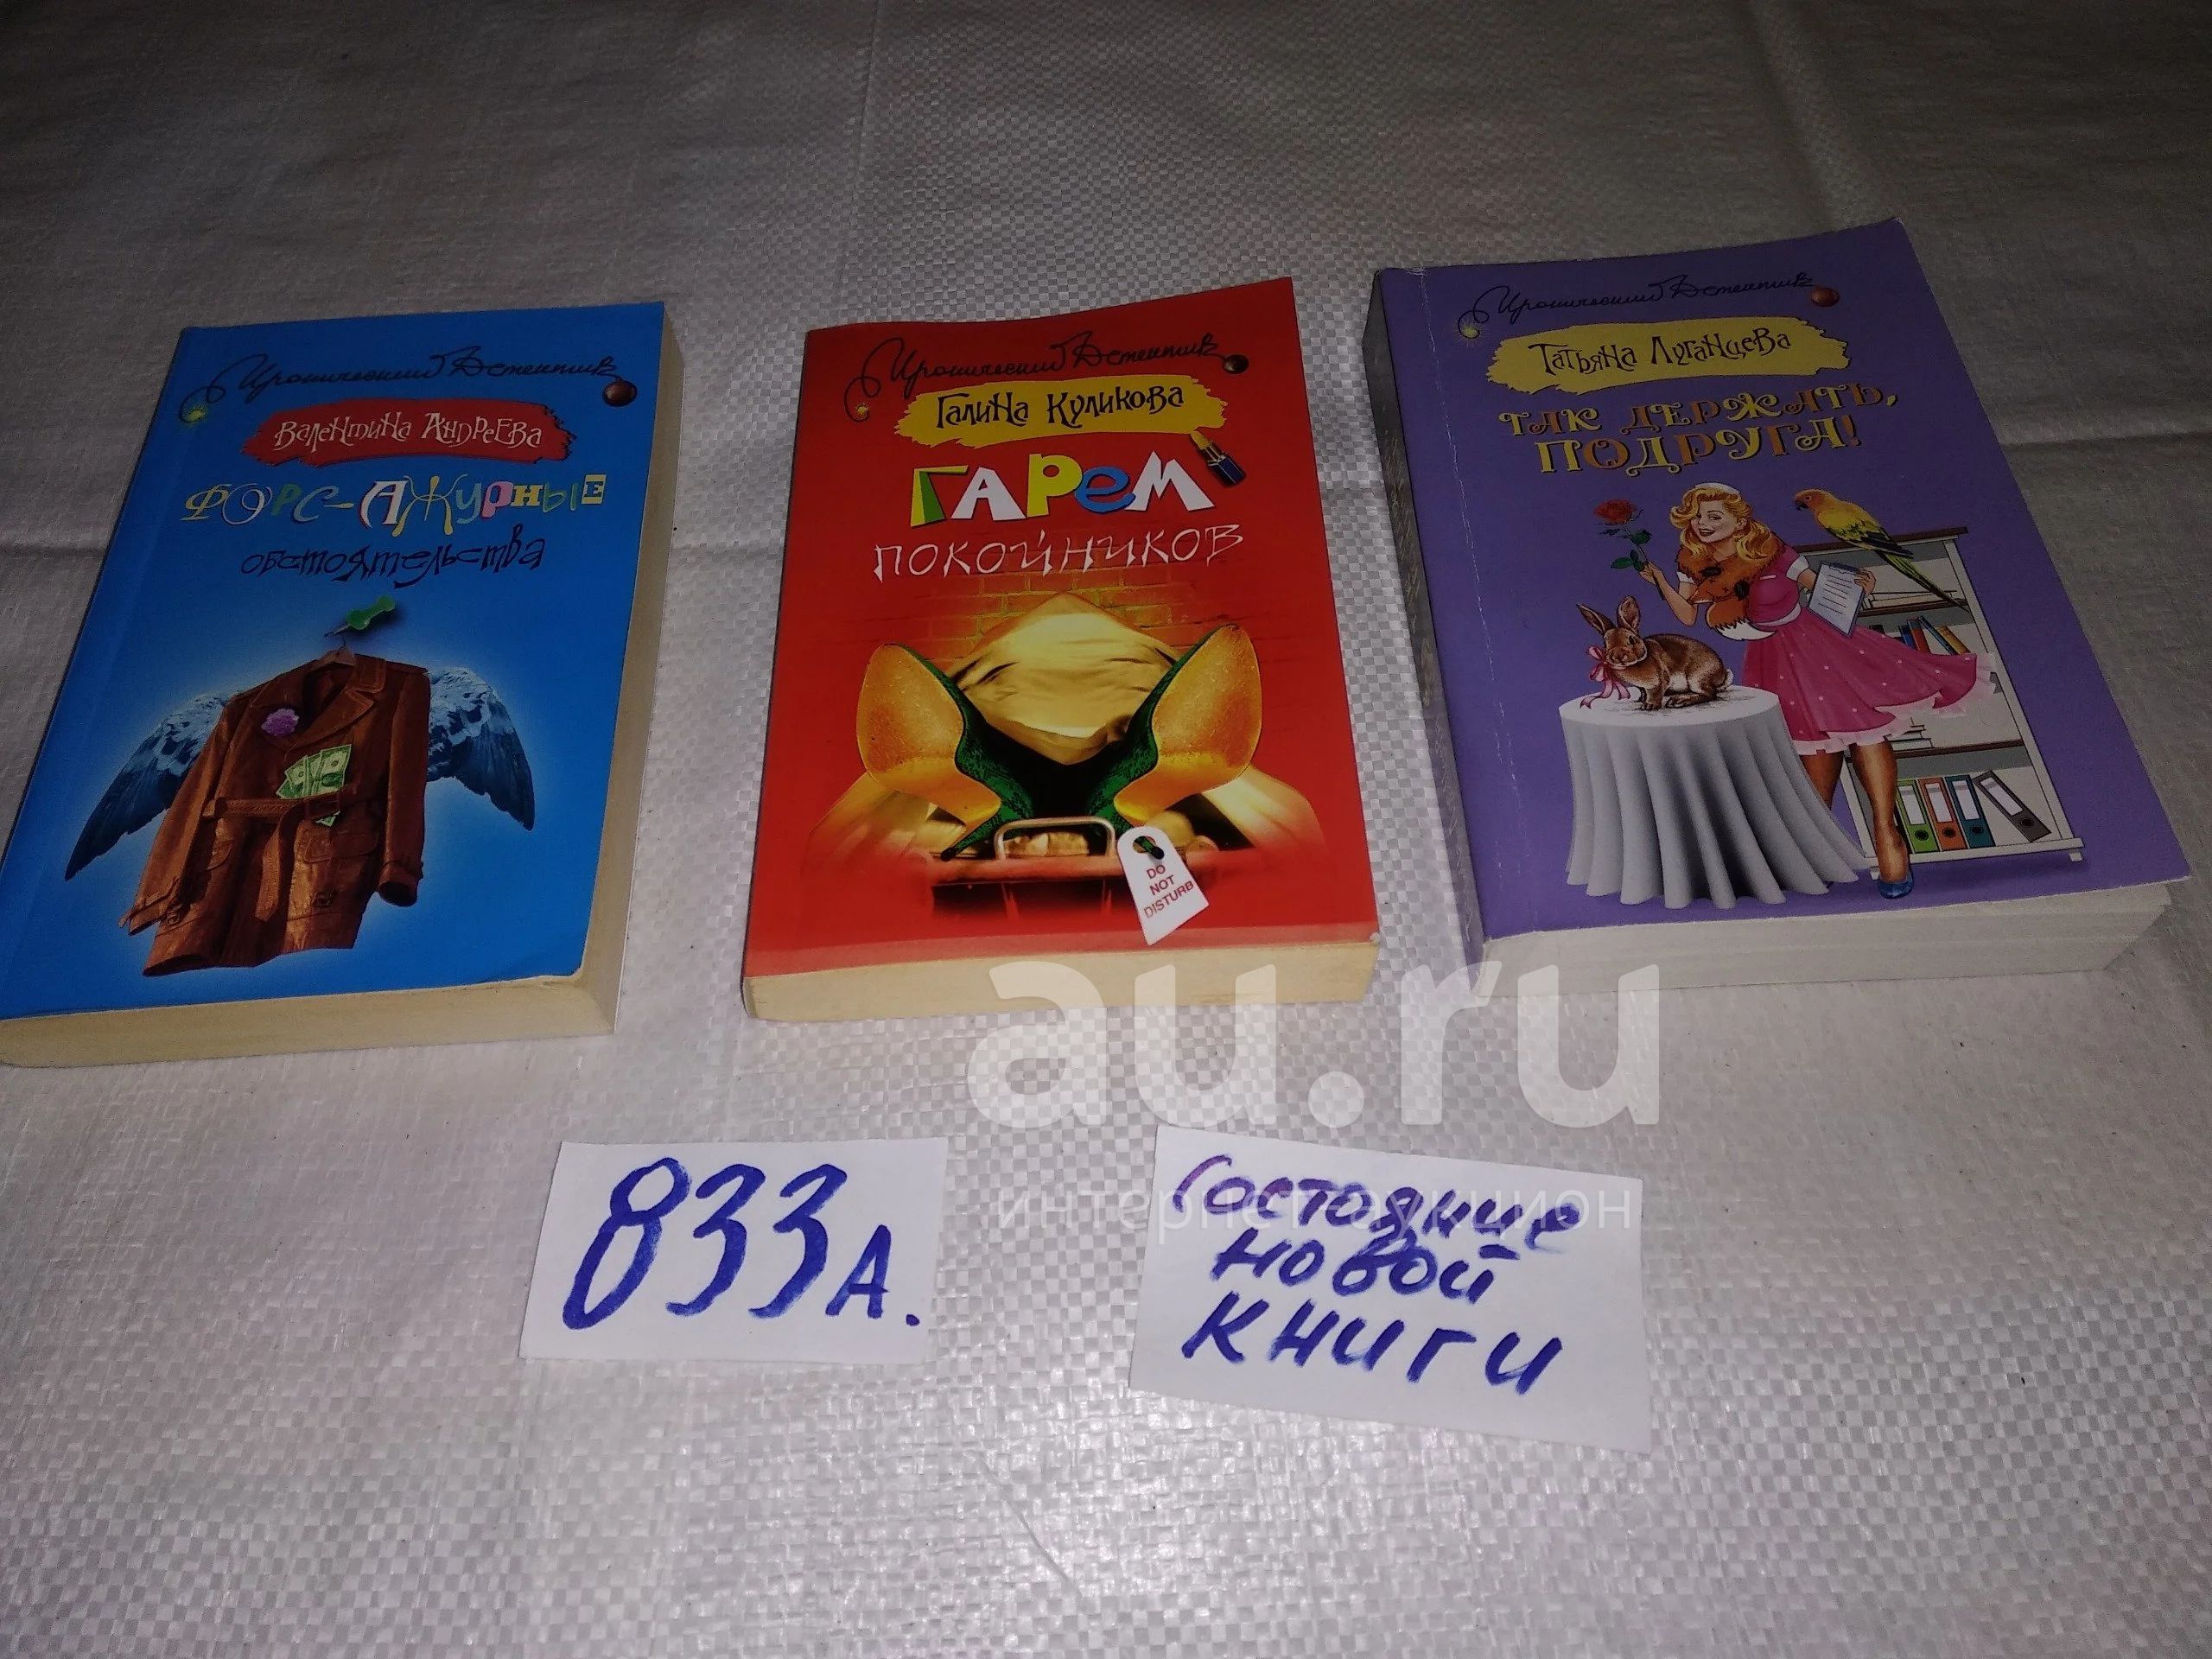 Иронический Детектив
Валентина Андреева
Форс-Ажурные
обстоятельства
Иронический Детектив
Галина Куликова
Гарем
покойников
DO
NOT
DISTURB
Иронический Детектив
Татьяна Луганцева
ТАК ДЕРЖАТЬ,
ПОДРУГА!
au.ru
интернет-аукцион
833А.
Состояние
новой
книги